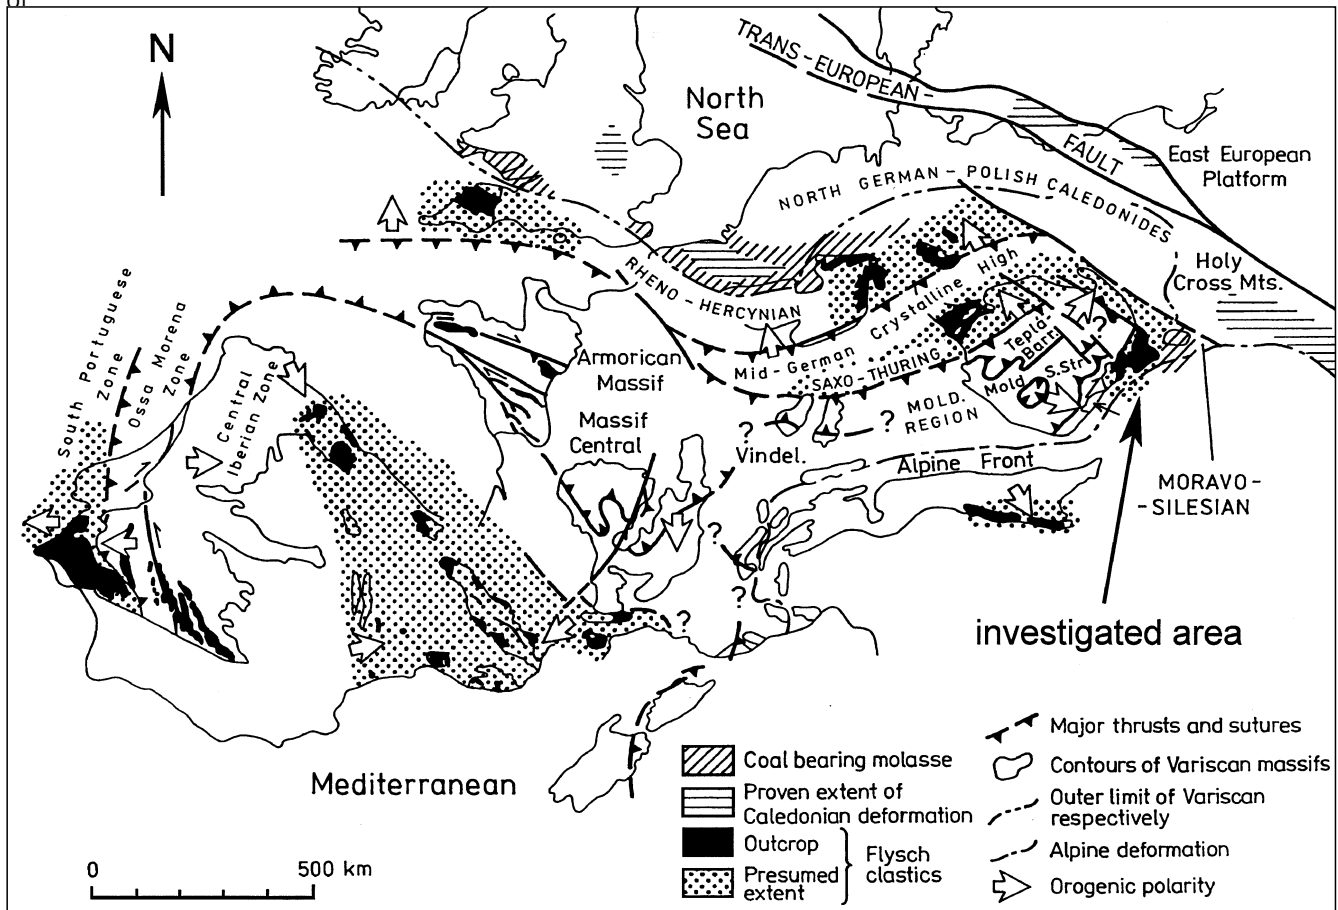 N
North
Sea
TRANS-EUROPEAN-
FAULT
East European
Platform
NORTH GERMAN-POLISH CALEDONIDES
Holy
Cross Mts.
RHENO-HERCYNIAN
Mid-German Crystalline High
SAXO-THURING.
Tepla
Barr.
Mold.
S.Str.
?
MOLD.
REGION
?
?
Vindel.
Alpine Front
MORAVO-
-SILESIAN
South Portuguese
Zone
Ossa Morena
Zone
Central
Iberian Zone
Armorican
Massif
Massif
Central
?
?
?
investigated area
Mediterranean
0 500 km
Coal bearing molasse
Proven extent of
Caledonian deformation
Outcrop
Presumed
extent
Flysch
clastics
Major thrusts and sutures
Contours of Variscan massifs
Outer limit of Variscan
respectively
Alpine deformation
Orogenic polarity